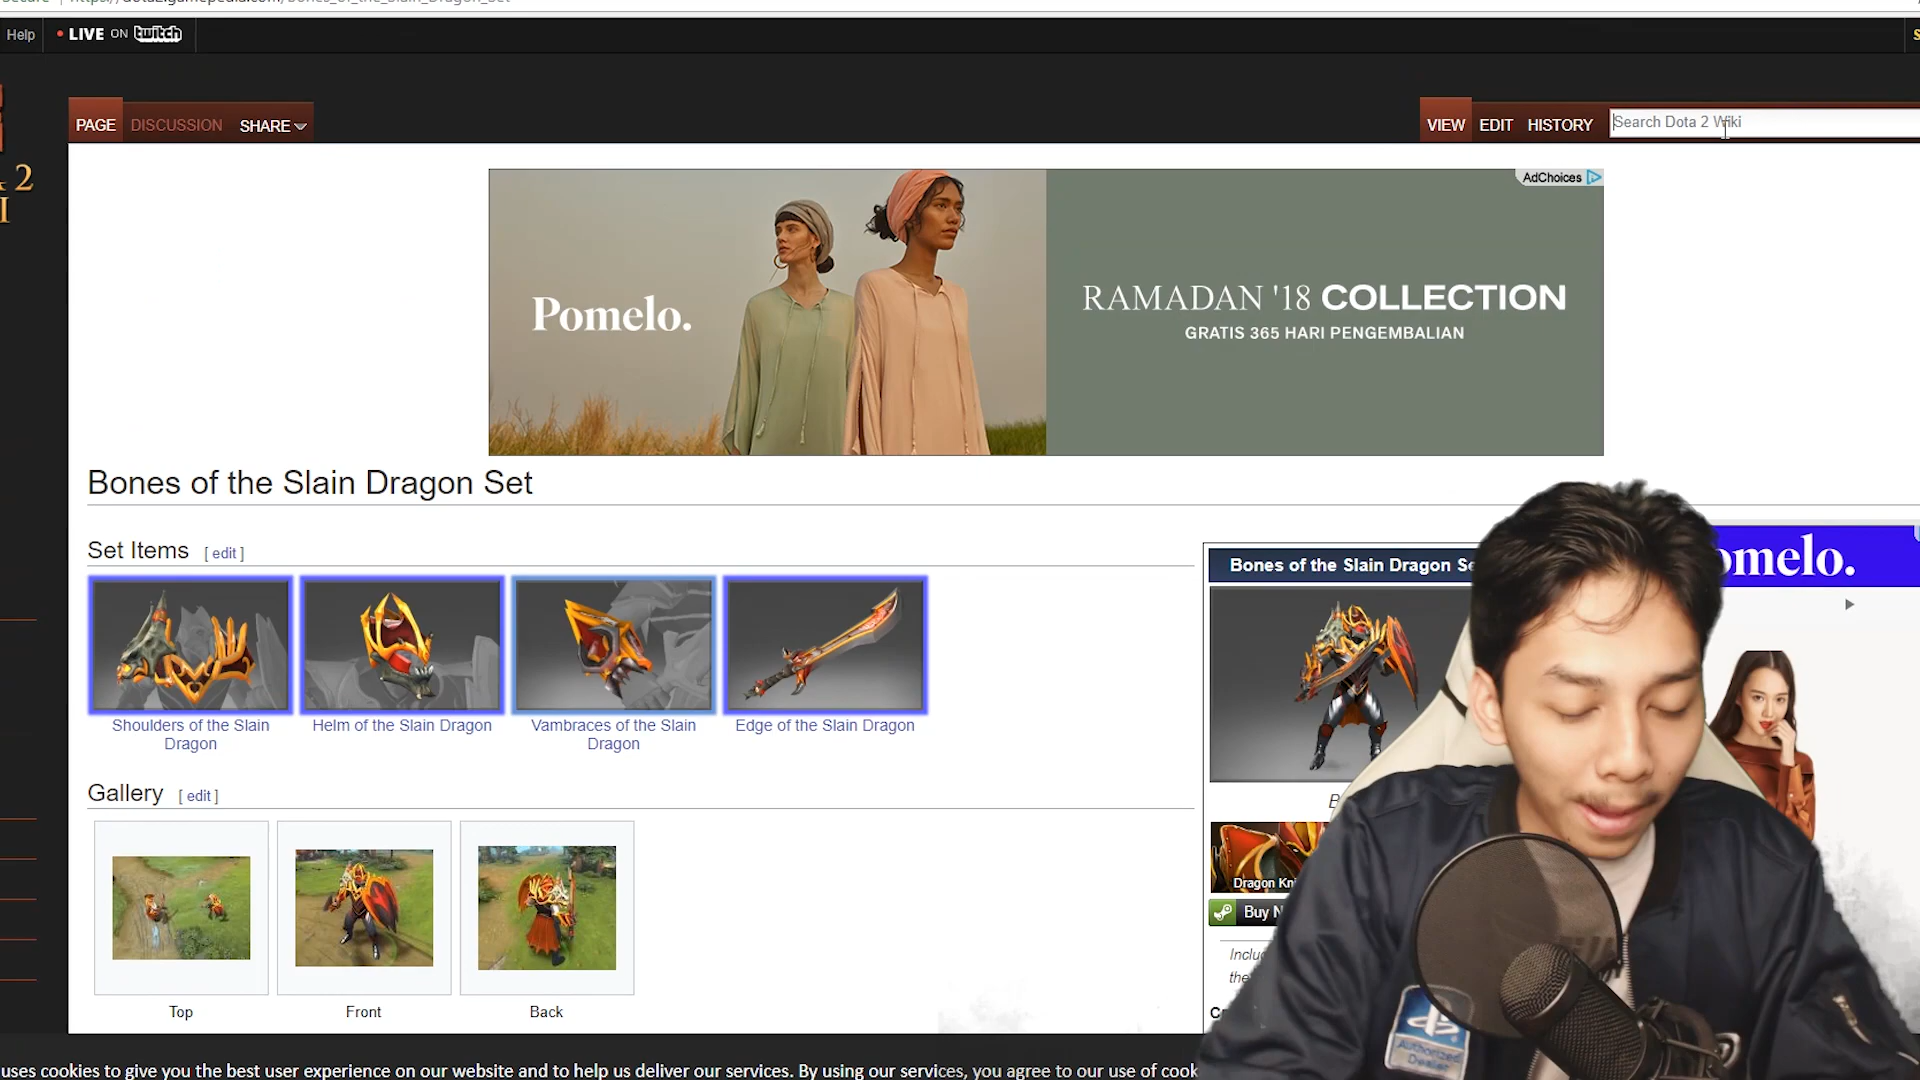 Help
LIVE ON twitch
PAGE
DISCUSSION
SHARE
VIEW
EDIT
HISTORY
Search Dota 2 Wiki
2
I
AdChoices
Pomelo.
RAMADAN '18 COLLECTION
GRATIS 365 HARI PENGEMBALIAN
Bones of the Slain Dragon Set
Set Items [ edit ]
Shoulders of the Slain
Dragon
Helm of the Slain Dragon
Vambraces of the Slain
Dragon
Edge of the Slain Dragon
Gallery [ edit ]
Top
Front
Back
Bones of the Slain Dragon
omelo.
Dragon
Buy
the
Authorized
Dealer
uses cookies to give you the best user experience on our website and to help us deliver our services. By using our services, you agree to our use of cook